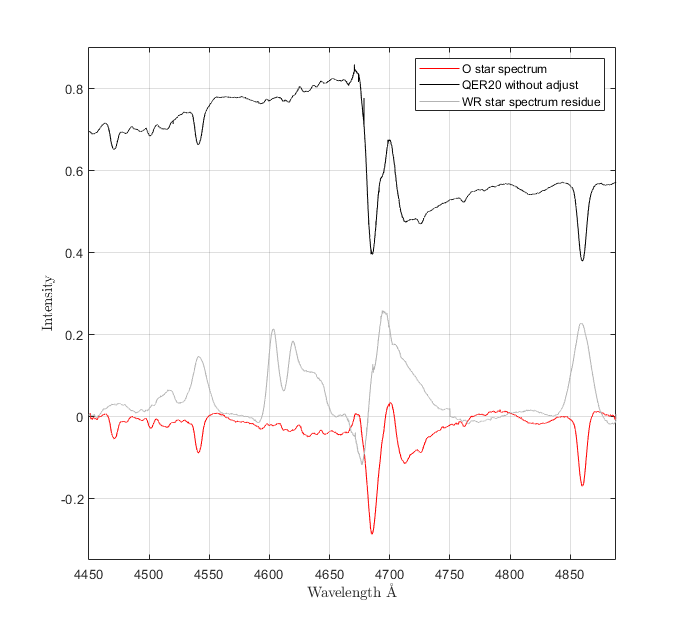 O star spectrum
QER20 without adjust
WR star spectrum residue
0.8
0.6
0.4
0.2
0
-0.2
Intensity
4450 4500 4550 4600 4650 4700 4750 4800 4850
Wavelength Å